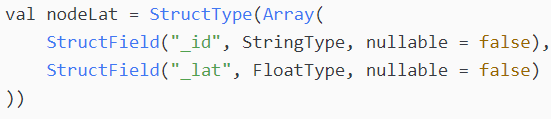 val nodeLat = StructType(Array(
    StructField("_id", StringType, nullable = false),
    StructField("_lat", FloatType, nullable = false)
))